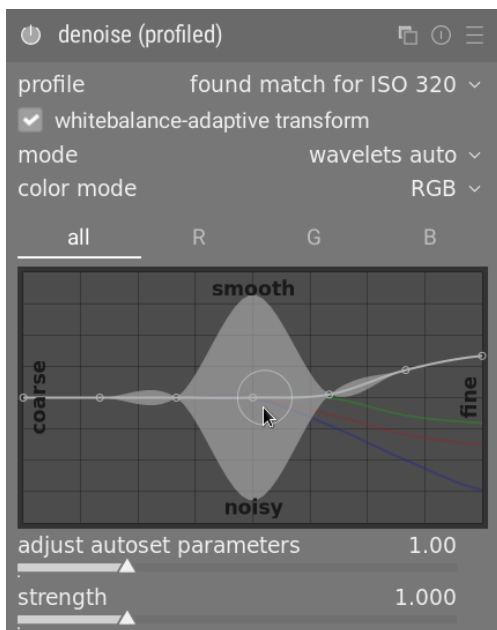 denoise (profiled)
profile found match for ISO 320
whitebalance-adaptive transform
mode wavelets auto
color mode RGB
all R G B
smooth
coarse
fine
noisy
adjust autoset parameters 1.00
strength 1.000